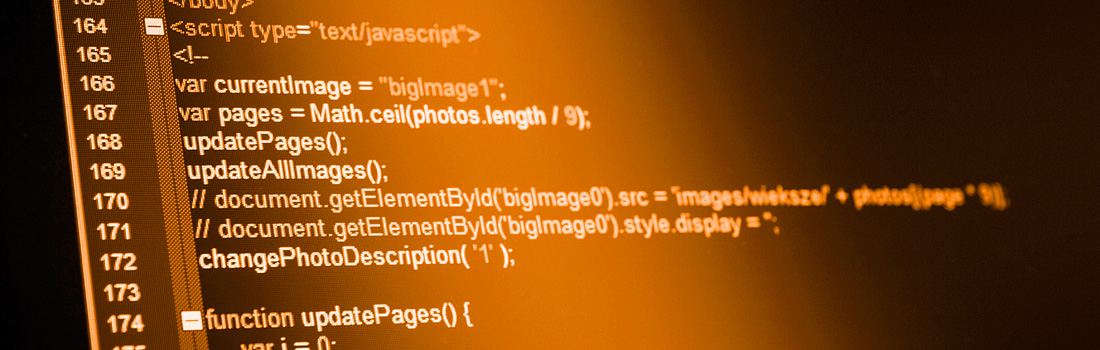 163 </body>
164 <script type="text/javascript">
165 <!--
166 var currentImage = "bigImage1";
167 var pages = Math.ceil(photos.length / 9);
168 updatePages();
169 updateAllImages();
170 // document.getElementById('bigImage0').src = 'images/wieksze/' + photos[(page * 9)];
171 // document.getElementById('bigImage0').style.display = '';
172 changePhotoDescription( '1' );
173
174 function updatePages() {
175 var i = 0;